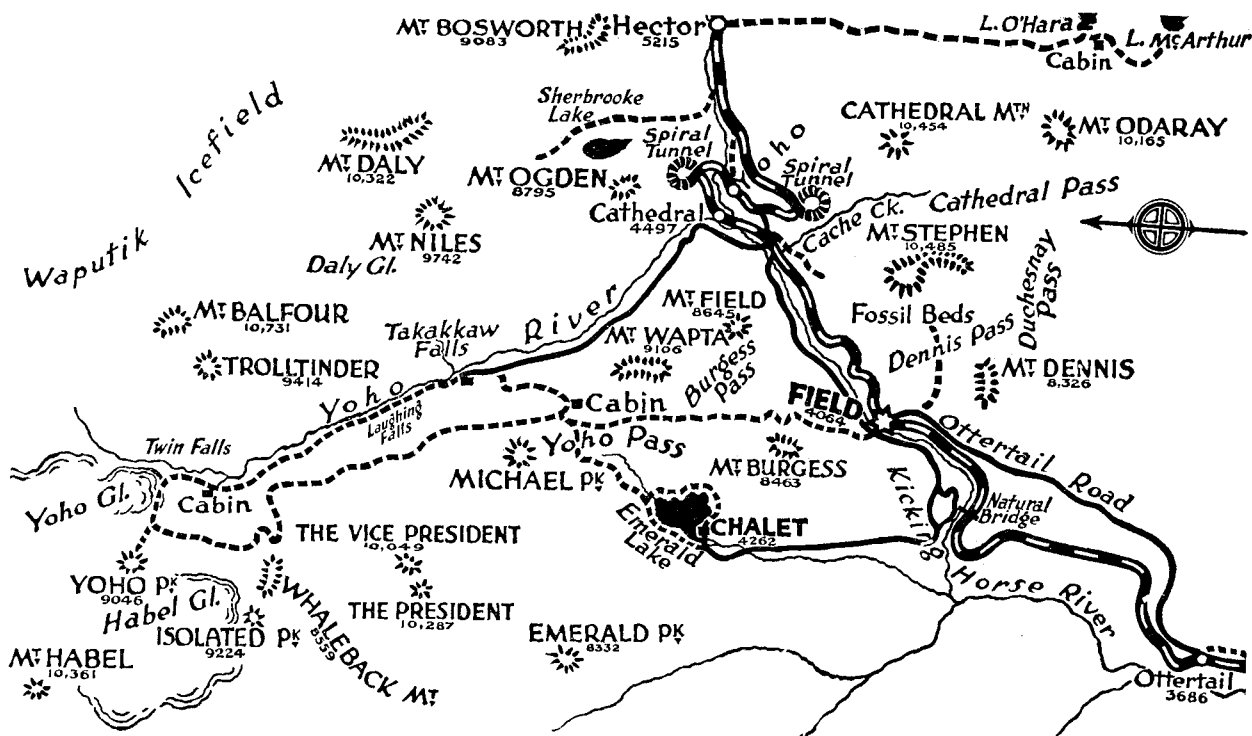 MT. BOSWORTH
9083
Hector
5215
L. O'HARA
L. McARTHUR
Cabin
Icefield
Waputik
Sherbrooke
Lake
Spiral
Tunnel
Yoho
Spiral
Tunnel
CATHEDRAL MTN
10,454
MT. ODARAY
10,165
MT. DALY
10,322
MT. OGDEN
8795
Cathedral
4497
Cache Ck.
Cathedral Pass
MT. NILES
9742
Daly Gl.
MT. STEPHEN
10,485
Duchesnay
Pass
MT. BALFOUR
10,731
Takakkaw
Falls
River
MT. FIELD
8645
MT. WAPTA
9106
Burgess
Pass
Fossil Beds
Dennis Pass
TROLLTINDER
9414
Yoho
Laughing
Falls
Cabin
FIELD
4064
MT. DENNIS
8,326
Ottertail Road
Twin Falls
Yoho Pass
MICHAEL PK.
MT. BURGESS
8463
Yoho Gl.
Cabin
Kicking
Horse River
Natural
Bridge
THE VICE PRESIDENT
10,049
Emerald
Lake
CHALET
4262
YOHO PK.
9046
Habel Gl.
ISOLATED PK.
9224
WHALEBACK MT.
8559
THE PRESIDENT
10,287
EMERALD PK.
8332
MT. HABEL
10,361
Ottertail
3686